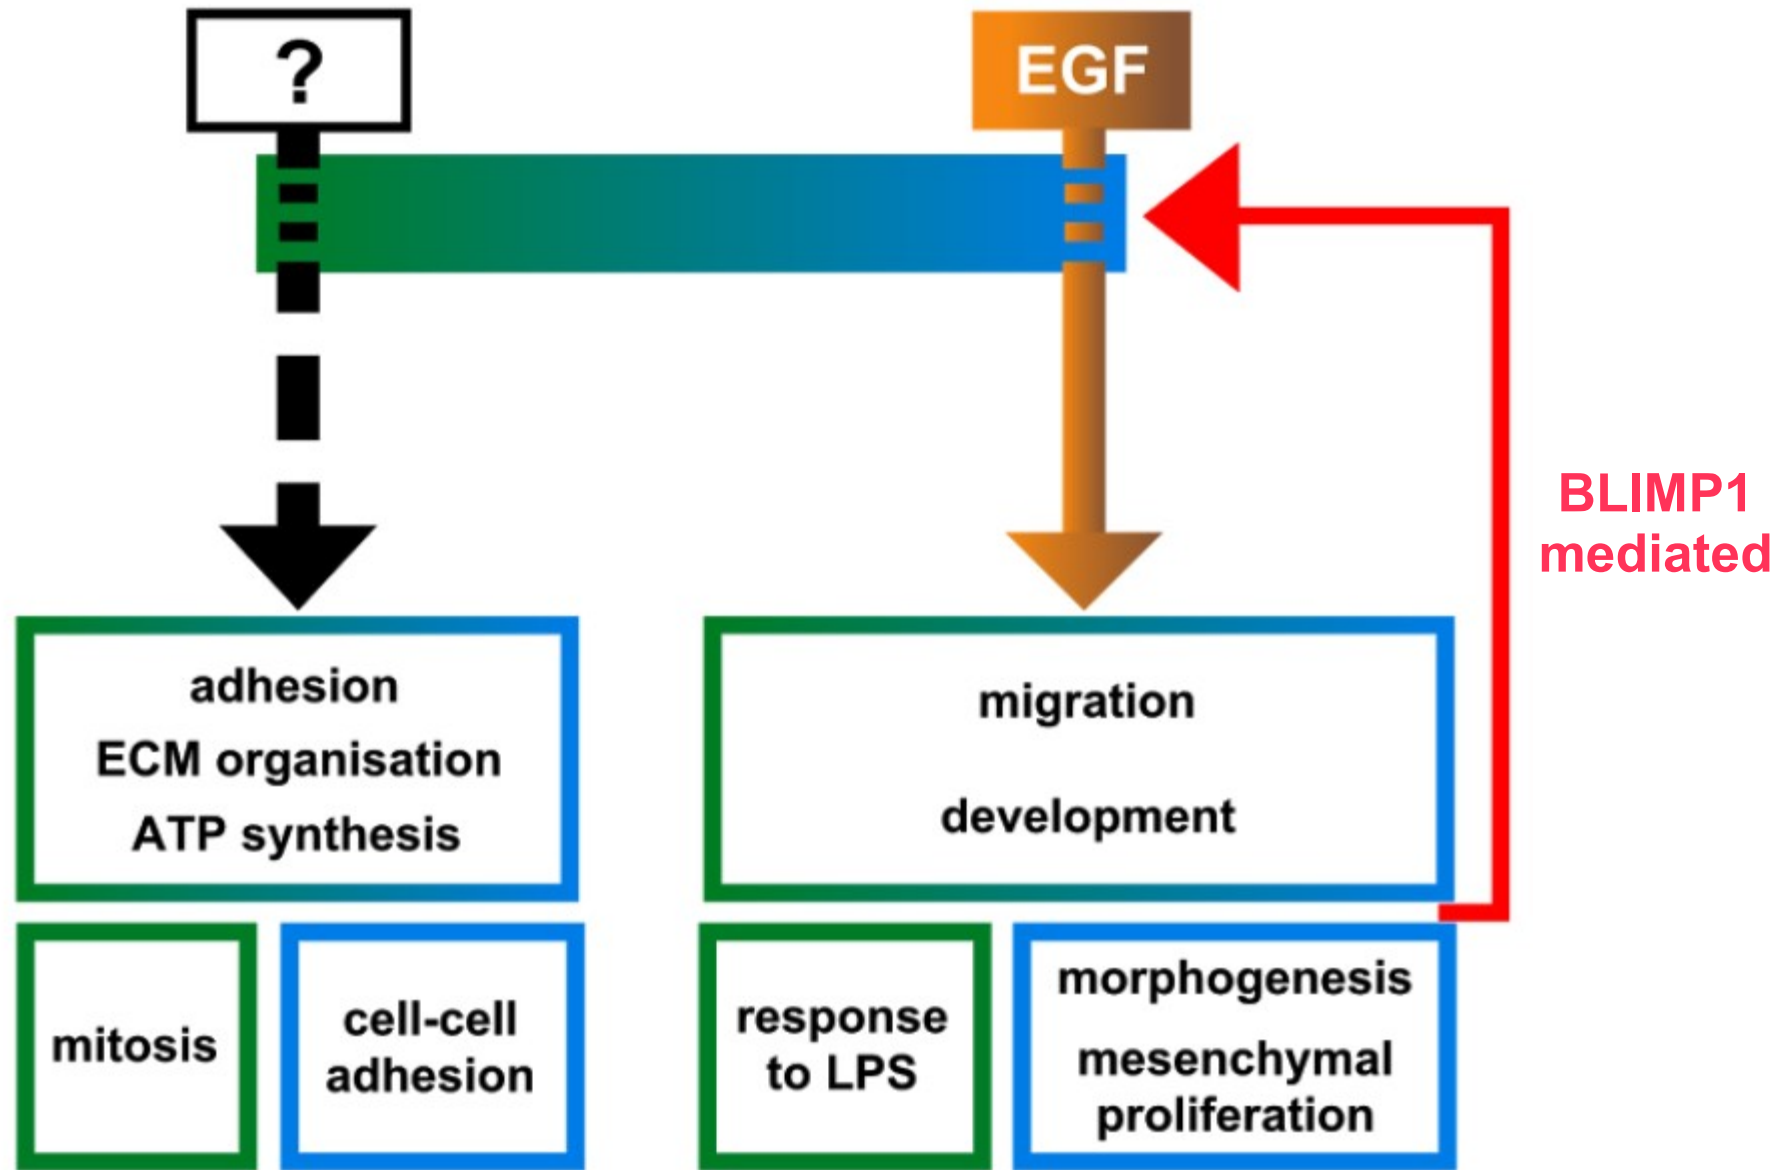 ?
EGF
BLIMP1
mediated
adhesion
ECM organisation
ATP synthesis
migration
development
mitosis
cell-cell
adhesion
response
to LPS
morphogenesis
mesenchymal
proliferation